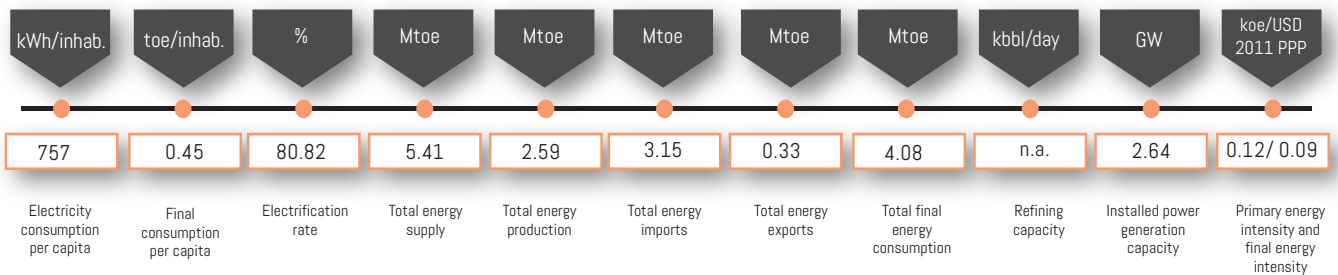 kWh/inhab.
toe/inhab.
%
Mtoe
Mtoe
Mtoe
Mtoe
Mtoe
kbbl/day
GW
koe/USD
2011 PPP
757
0.45
80.82
5.41
2.59
3.15
0.33
4.08
n.a.
2.64
0.12/ 0.09
Electricity
consumption
per capita
Final
consumption
per capita
Electrification
rate
Total energy
supply
Total energy
production
Total energy
imports
Total energy
exports
Total final
energy
consumption
Refining
capacity
Installed power
generation
capacity
Primary energy
intensity and
final energy
intensity